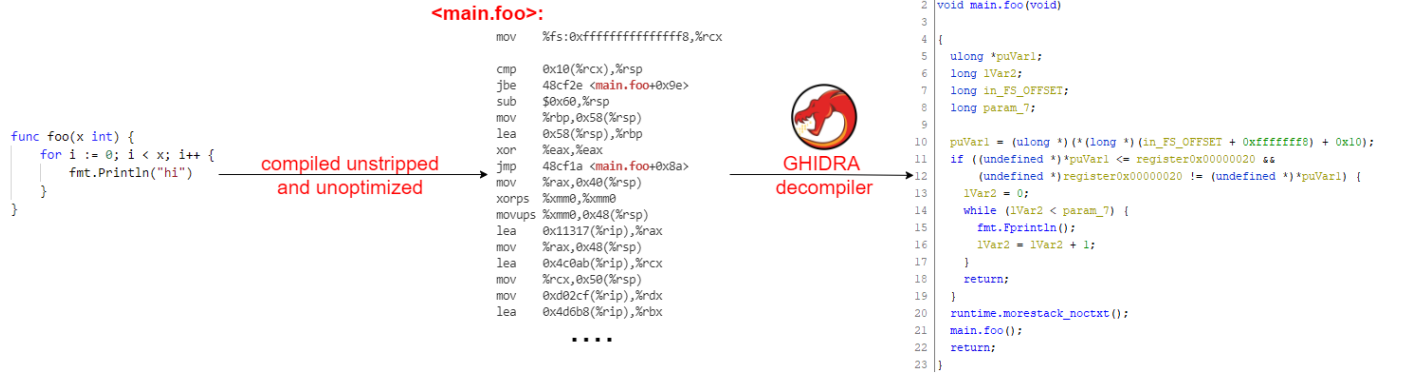 func foo(x int) {
for i := 0; i < x; i++ {
fmt.Println("hi")
}
}
compiled unstripped
and unoptimized
<main.foo>:
mov %fs:0xfffffffffffffff8,%rcx
cmp 0x10(%rcx),%rsp
jbe 48cf2e <main.foo+0x9e>
sub $0x60,%rsp
mov %rbp,0x58(%rsp)
lea 0x58(%rsp),%rbp
xor %eax,%eax
jmp 48cf1a <main.foo+0x8a>
mov %rax,0x40(%rsp)
xorps %xmm0,%xmm0
movups %xmm0,0x48(%rsp)
lea 0x11317(%rip),%rax
mov %rax,0x48(%rsp)
lea 0x4c0ab(%rip),%rcx
mov %rcx,0x50(%rsp)
mov 0xd02cf(%rip),%rdx
lea 0x4d6b8(%rip),%rbx
....
GHIDRA
decompiler
2 void main.foo(void)
3
4 {
5 ulong *puVar1;
6 long lVar2;
7 long in_FS_OFFSET;
8 long param_7;
9
10 puVar1 = (ulong *)(*(long *)(in_FS_OFFSET + 0xfffffff8) + 0x10);
11 if ((undefined *)*puVar1 <= register0x00000020 &&
12 (undefined *)register0x00000020 != (undefined *)*puVar1) {
13 lVar2 = 0;
14 while (lVar2 < param_7) {
15 fmt.Fprintln();
16 lVar2 = lVar2 + 1;
17 }
18 return;
19 }
20 runtime.morestack_noctxt();
21 main.foo();
22 return;
23 }